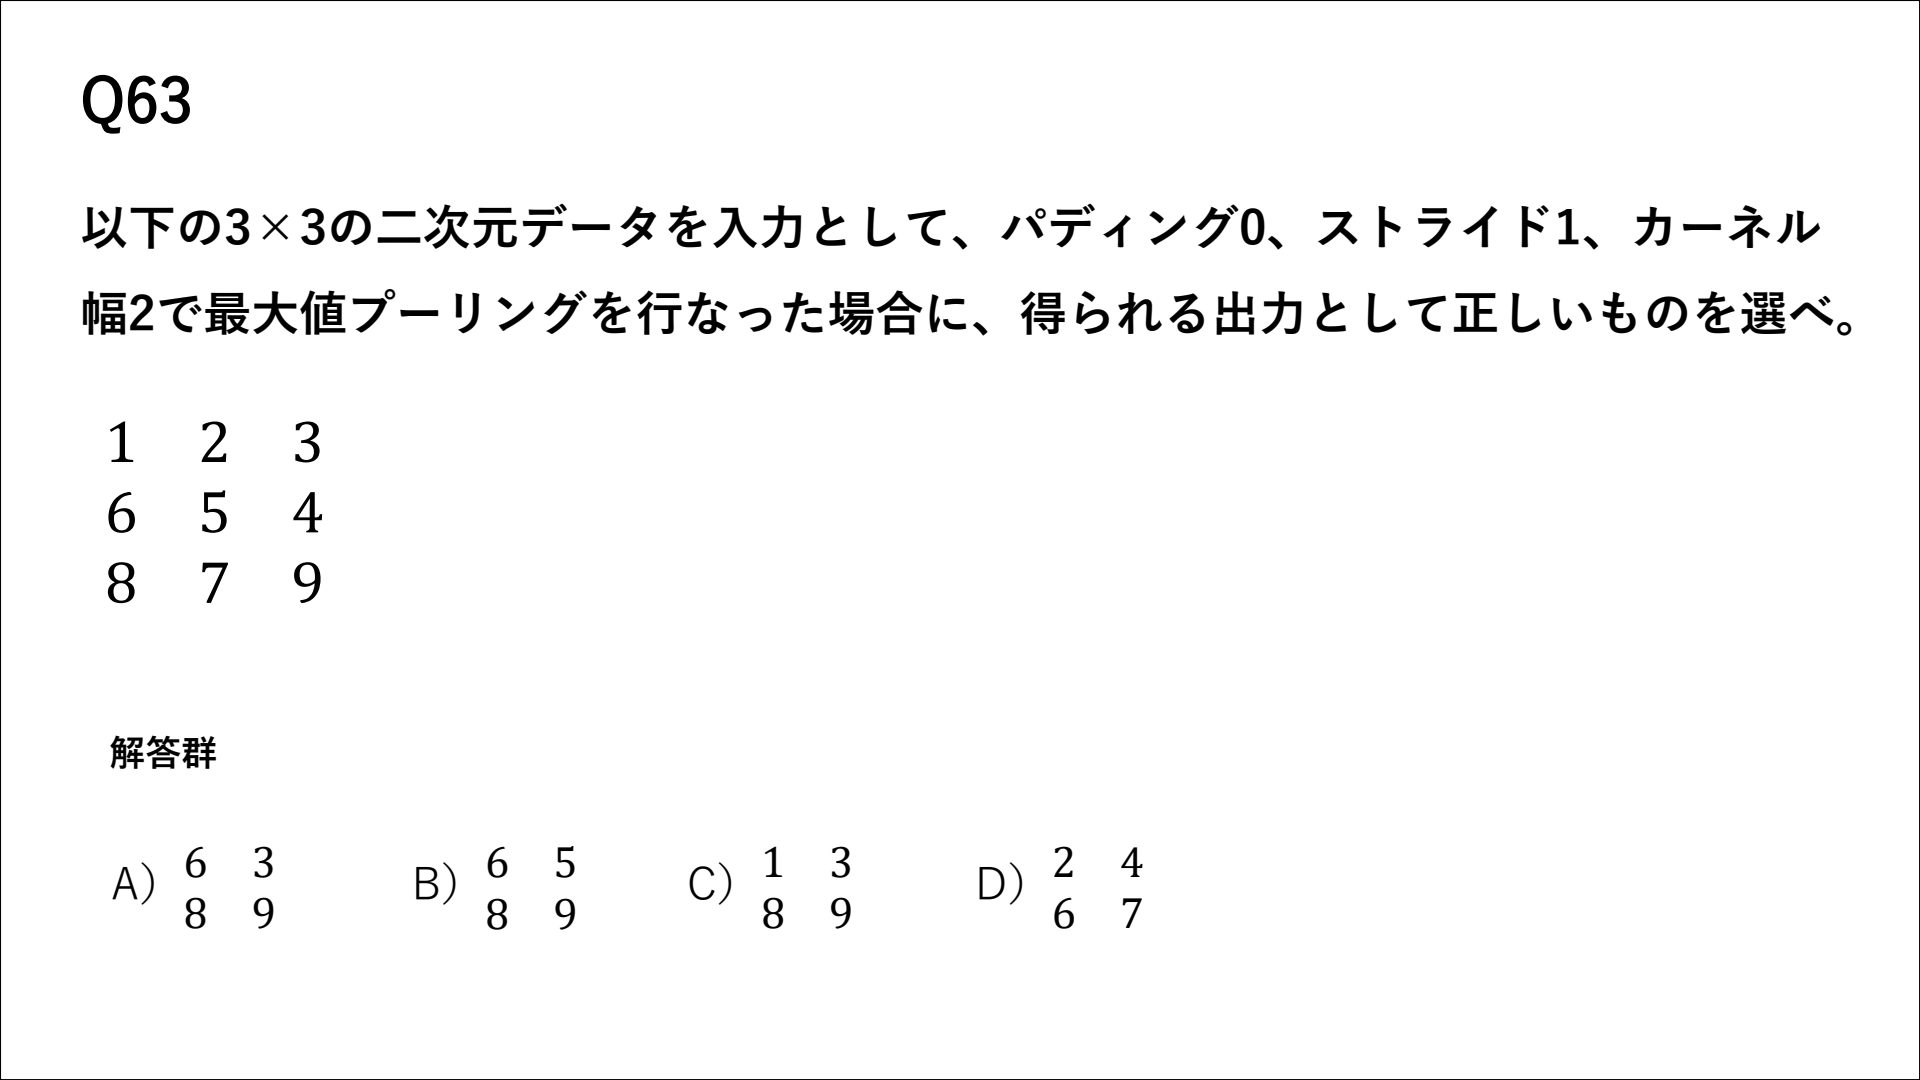 Q63
以下の3×3の二次元データを入力として、パディング0、ストライド1、カーネル
幅2で最大値プーリングを行なった場合に、得られる出力として正しいものを選べ。
1 2 3
6 5 4
8 7 9
解答群
A) 6 3
8 9
B) 6 5
8 9
C) 1 3
8 9
D) 2 4
6 7